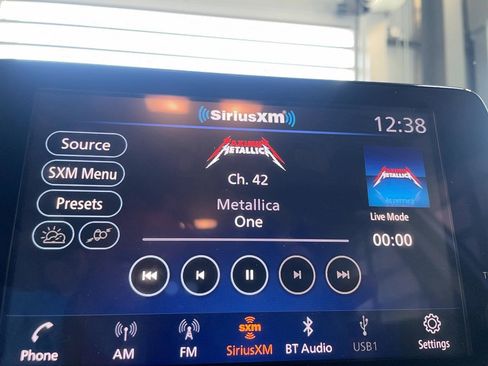 SiriusXM
12:38
Source
MAXIMUM
METALLICA
SXM Menu
Ch. 42
Presets
Metallica
One
Live Mode
00:00
Phone
AM
FM
sxm
SiriusXM
BT Audio
USB1
Settings